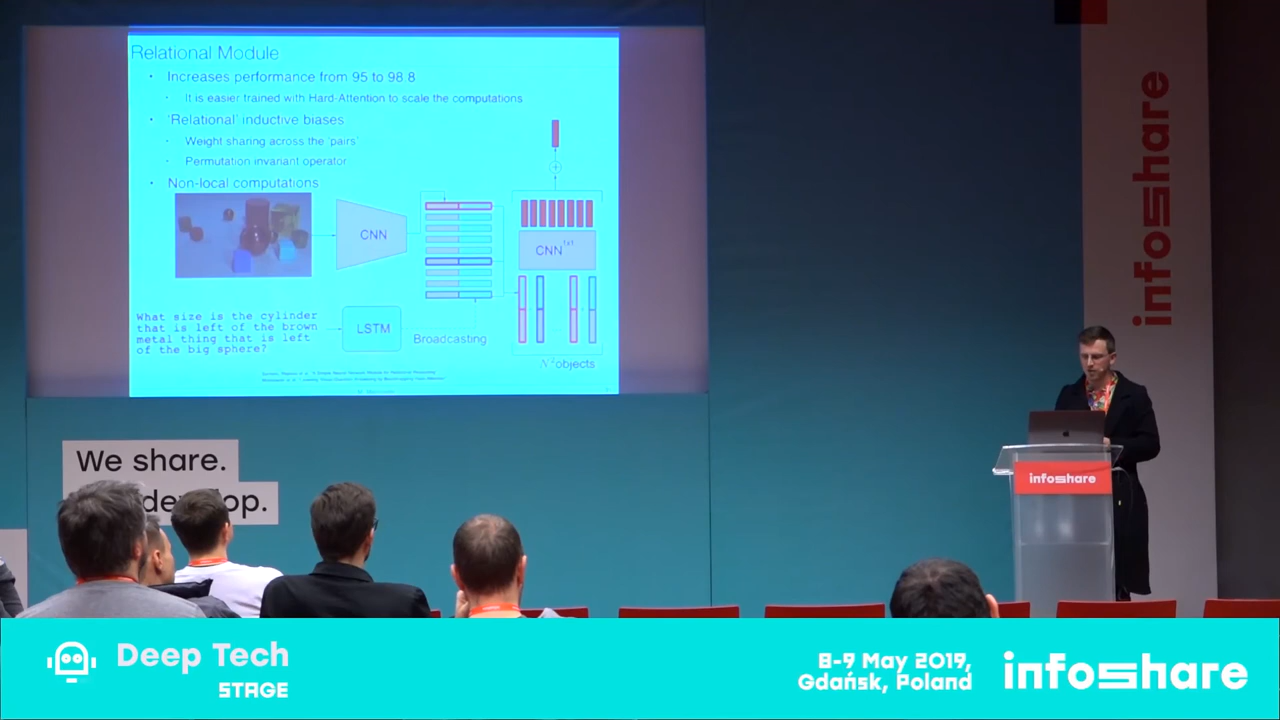 Relational Module
Increases performance from 95 to 98.8
It is easier trained with Hard-Attention to scale the computations
'Relational' inductive biases
Weight sharing across the 'pairs'
Permutation invariant operator
Non-local computations
CNN
CNN 1x1
What size is the cylinder
that is left of the brown
metal thing that is left
of the big sphere?
LSTM
Broadcasting
N² objects
infoshare
We share.
infoshare
Deep Tech
STAGE
8-9 May 2019,
Gdańsk, Poland
infoshare